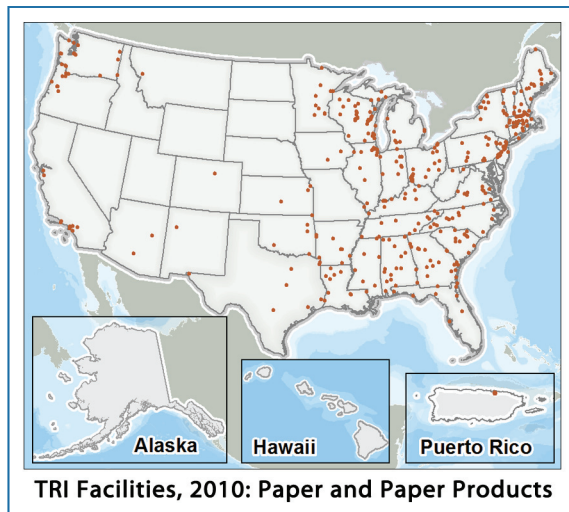 Alaska
Hawaii
Puerto Rico
TRI Facilities, 2010: Paper and Paper Products